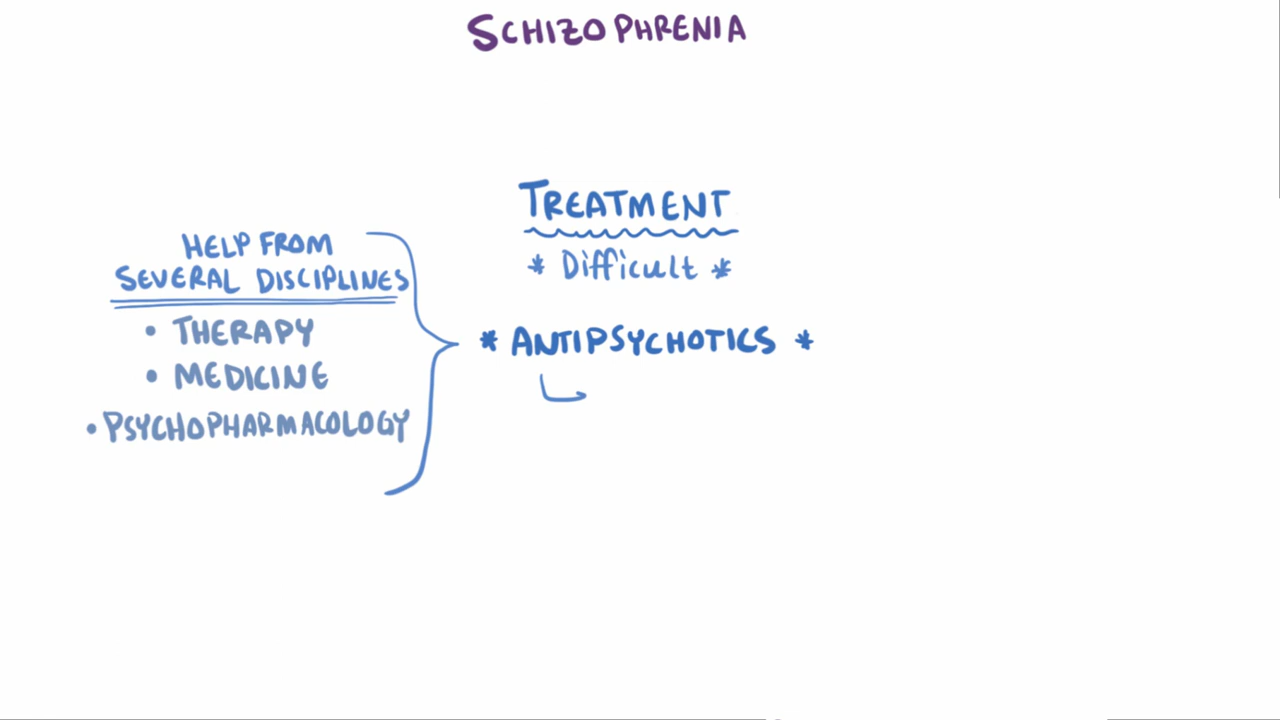 SCHIZOPHRENIA
TREATMENT
* Difficult *
HELP FROM
SEVERAL DISCIPLINES
• THERAPY
• MEDICINE
• PSYCHOPHARMACOLOGY
* ANTIPSYCHOTICS *